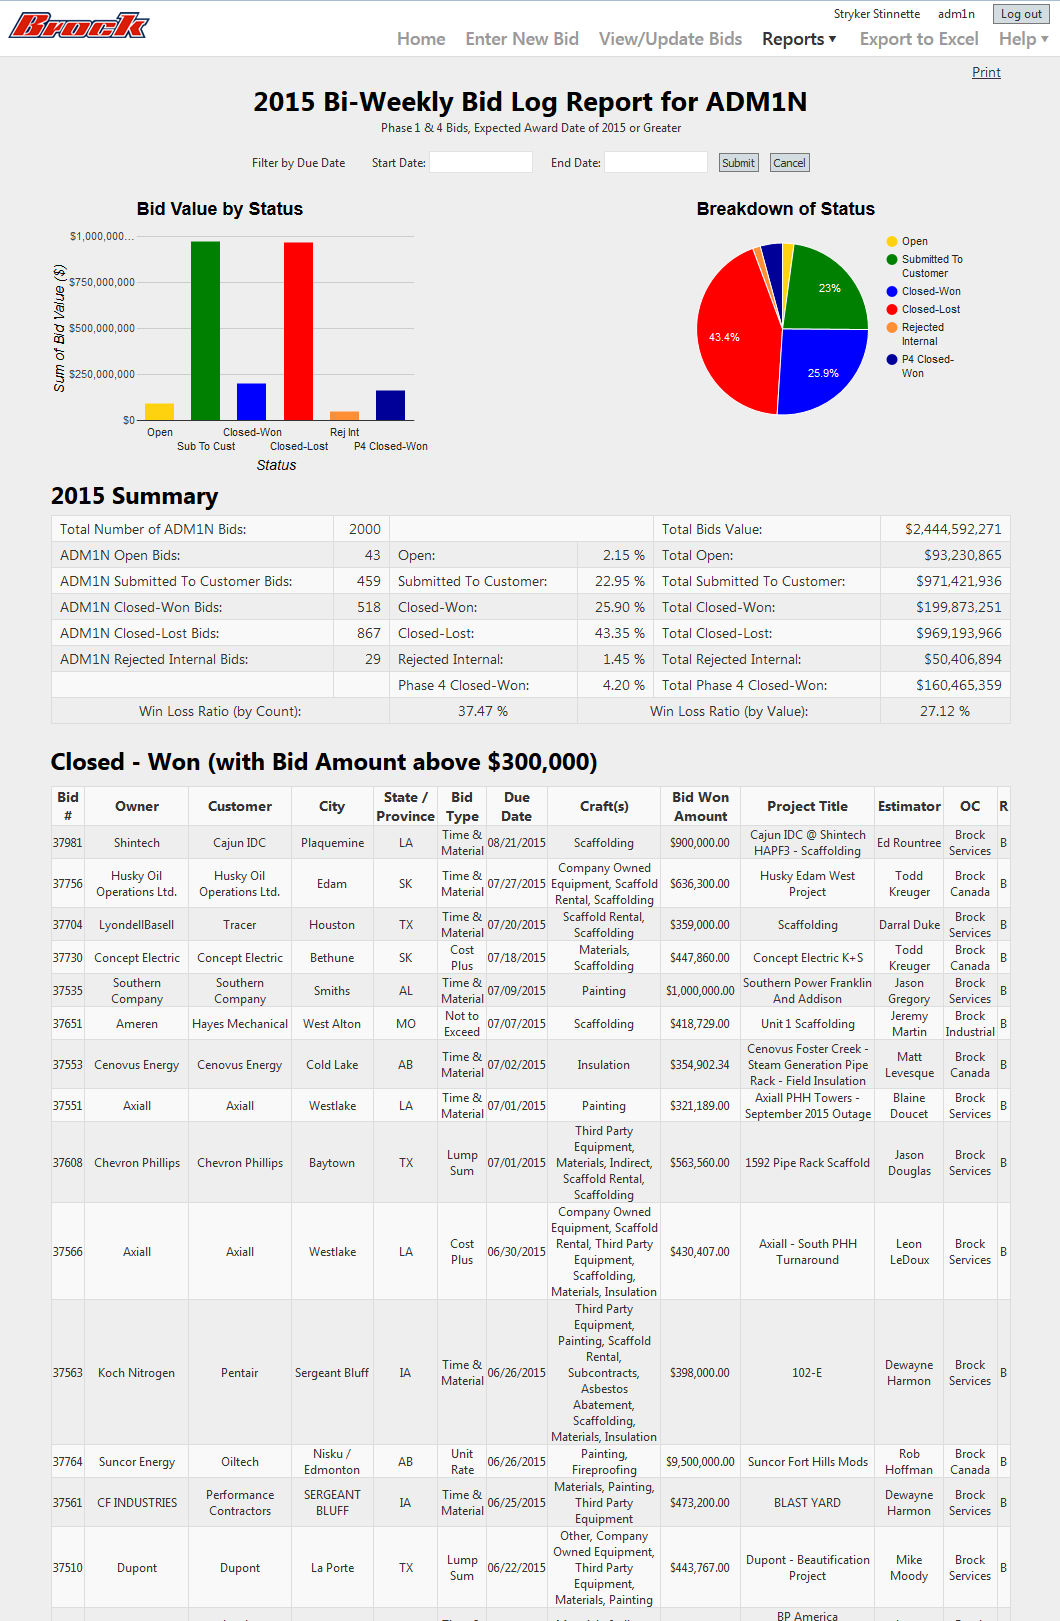 Brock
Stryker Stinnette adm1n Log out
Home Enter New Bid View/Update Bids Reports ▾ Export to Excel Help ▾
Print
2015 Bi-Weekly Bid Log Report for ADM1N
Phase 1 & 4 Bids, Expected Award Date of 2015 or Greater
Filter by Due Date Start Date: End Date: Submit Cancel
Bid Value by Status
$1,000,000...
$750,000,000
$500,000,000
$250,000,000
$0
Sum of Bid Value ($)
Open Closed-Won Rej Int
Sub To Cust Closed-Lost P4 Closed-Won
Status
Breakdown of Status
23%
43.4%
25.9%
Open
Submitted To
Customer
Closed-Won
Closed-Lost
Rejected
Internal
P4 Closed-
Won
2015 Summary
Total Number of ADM1N Bids: 2000 Total Bids Value: $2,444,592,271
ADM1N Open Bids: 43 Open: 2.15 % Total Open: $93,230,865
ADM1N Submitted To Customer Bids: 459 Submitted To Customer: 22.95 % Total Submitted To Customer: $971,421,936
ADM1N Closed-Won Bids: 518 Closed-Won: 25.90 % Total Closed-Won: $199,873,251
ADM1N Closed-Lost Bids: 867 Closed-Lost: 43.35 % Total Closed-Lost: $969,193,966
ADM1N Rejected Internal Bids: 29 Rejected Internal: 1.45 % Total Rejected Internal: $50,406,894
Phase 4 Closed-Won: 4.20 % Total Phase 4 Closed-Won: $160,465,359
Win Loss Ratio (by Count): 37.47 % Win Loss Ratio (by Value): 27.12 %
Closed - Won (with Bid Amount above $300,000)
Bid # Owner Customer City State / Province Bid Type Due Date Craft(s) Bid Won Amount Project Title Estimator OC R
37981 Shintech Cajun IDC Plaquemine LA Time & Material 08/21/2015 Scaffolding $900,000.00 Cajun IDC @ Shintech HAPF3 - Scaffolding Ed Rountree Brock Services B
37756 Husky Oil Operations Ltd. Husky Oil Operations Ltd. Edam SK Time & Material 07/27/2015 Company Owned Equipment, Scaffold Rental, Scaffolding $636,300.00 Husky Edam West Project Todd Kreuger Brock Canada B
37704 LyondellBasell Tracer Houston TX Time & Material 07/20/2015 Scaffold Rental, Scaffolding $359,000.00 Scaffolding Darral Duke Brock Services B
37730 Concept Electric Concept Electric Bethune SK Cost Plus 07/18/2015 Materials, Scaffolding $447,860.00 Concept Electric K+S Todd Kreuger Brock Canada B
37535 Southern Company Southern Company Smiths AL Time & Material 07/09/2015 Painting $1,000,000.00 Southern Power Franklin And Addison Jason Gregory Brock Services B
37651 Ameren Hayes Mechanical West Alton MO Not to Exceed 07/07/2015 Scaffolding $418,729.00 Unit 1 Scaffolding Jeremy Martin Brock Industrial B
37553 Cenovus Energy Cenovus Energy Cold Lake AB Time & Material 07/02/2015 Insulation $354,902.34 Cenovus Foster Creek - Steam Generation Pipe Rack - Field Insulation Matt Levesque Brock Canada B
37551 Axiall Axiall Westlake LA Time & Material 07/01/2015 Painting $321,189.00 Axiall PHH Towers - September 2015 Outage Blaine Doucet Brock Services B
37608 Chevron Phillips Chevron Phillips Baytown TX Lump Sum 07/01/2015 Third Party Equipment, Materials, Indirect, Scaffold Rental, Scaffolding $563,560.00 1592 Pipe Rack Scaffold Jason Douglas Brock Services B
37566 Axiall Axiall Westlake LA Cost Plus 06/30/2015 Company Owned Equipment, Scaffold Rental, Third Party Equipment, Scaffolding, Materials, Insulation $430,407.00 Axiall - South PHH Turnaround Leon LeDoux Brock Services B
37563 Koch Nitrogen Pentair Sergeant Bluff IA Time & Material 06/26/2015 Third Party Equipment, Painting, Scaffold Rental, Subcontracts, Asbestos Abatement, Scaffolding, Materials, Insulation $398,000.00 102-E Dewayne Harmon Brock Services B
37764 Suncor Energy Oiltech Nisku / Edmonton AB Unit Rate 06/26/2015 Painting, Fireproofing $9,500,000.00 Suncor Fort Hills Mods Rob Hoffman Brock Canada B
37561 CF INDUSTRIES Performance Contractors SERGEANT BLUFF IA Time & Material 06/25/2015 Materials, Painting, Third Party Equipment $473,200.00 BLAST YARD Dewayne Harmon Brock Services B
37510 Dupont Dupont La Porte TX Lump Sum 06/22/2015 Other, Company Owned Equipment, Third Party Equipment, Materials, Painting $443,767.00 Dupont - Beautification Project Mike Moody Brock Services B
BP America